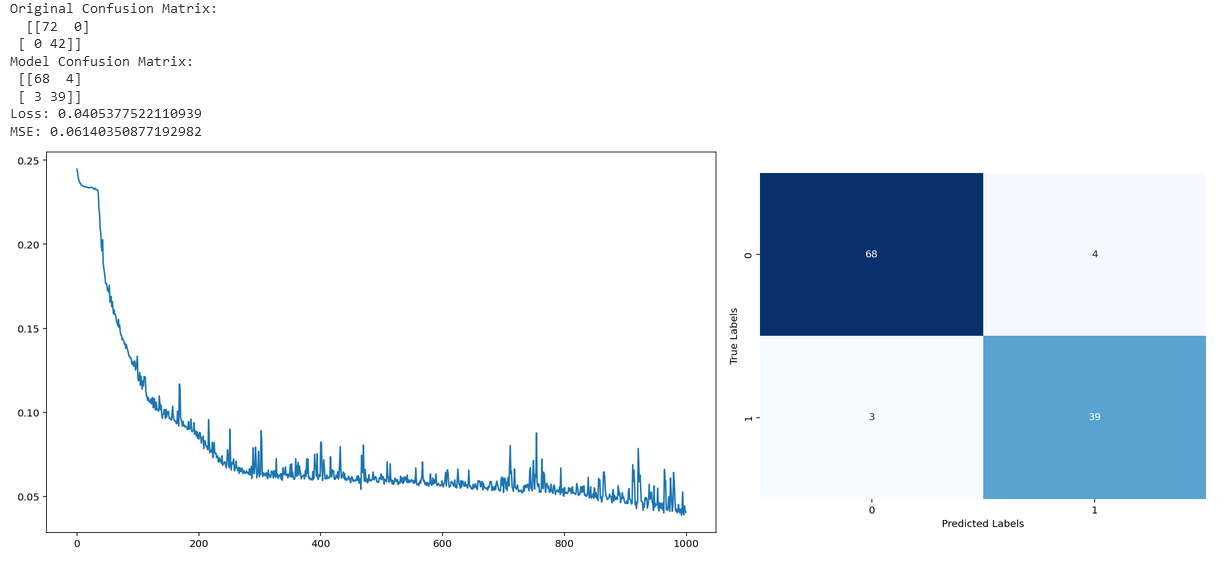 Original Confusion Matrix:
[[72  0]
[ 0 42]]
Model Confusion Matrix:
[[68  4]
[ 3 39]]
Loss: 0.0405377522110939
MSE: 0.06140350877192982
0.25
0.20
0.15
0.10
0.05
0 200 400 600 800 1000
True Labels
0
68 4
1
3 39
0 1
Predicted Labels